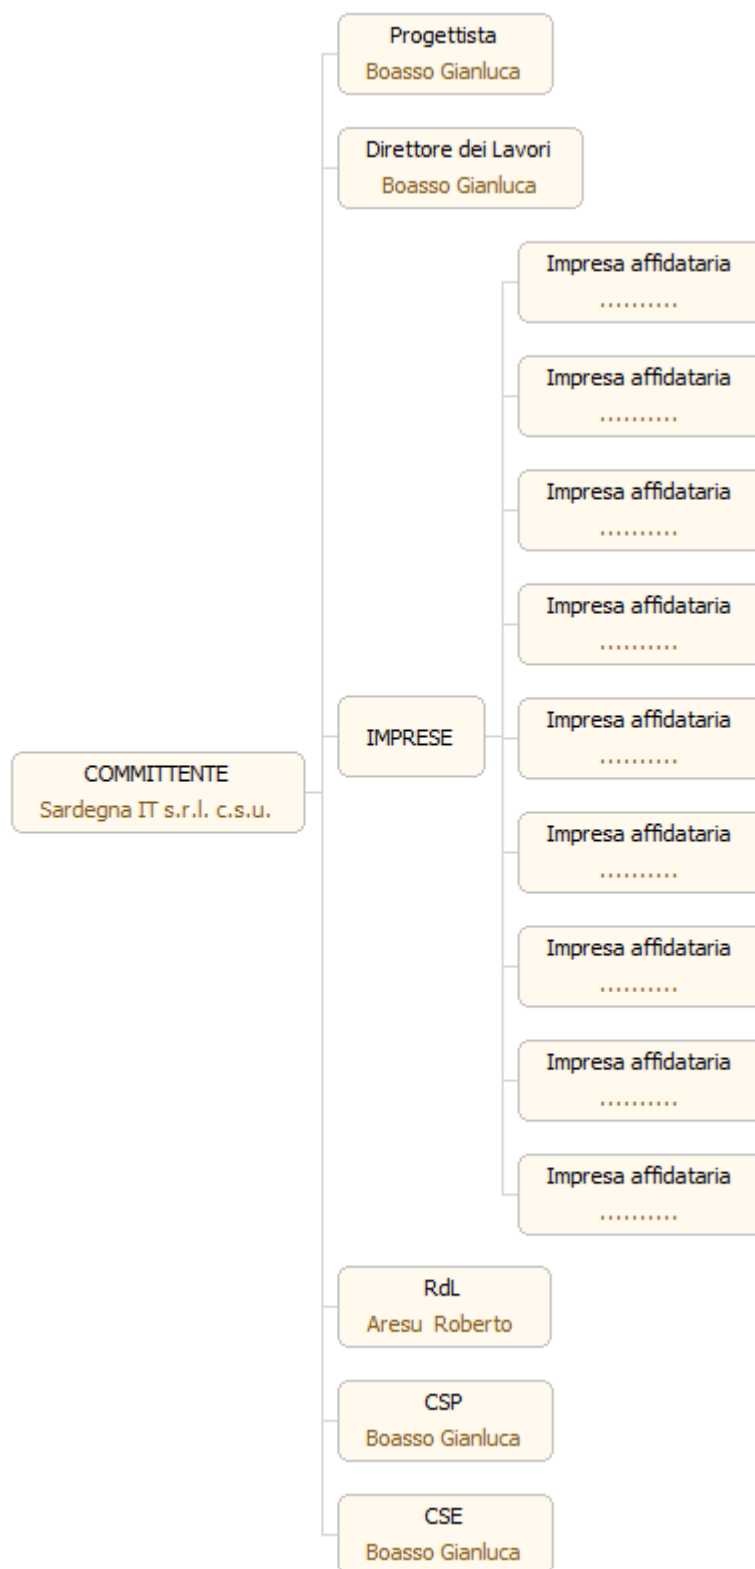 Progettista
Boasso Gianluca
Direttore dei Lavori
Boasso Gianluca
Impresa affidataria
..........
Impresa affidataria
..........
Impresa affidataria
..........
Impresa affidataria
..........
IMPRESE
Impresa affidataria
..........
COMMITTENTE
Sardegna IT s.r.l. c.s.u.
Impresa affidataria
..........
Impresa affidataria
..........
Impresa affidataria
..........
Impresa affidataria
..........
RdL
Aresu Roberto
CSP
Boasso Gianluca
CSE
Boasso Gianluca